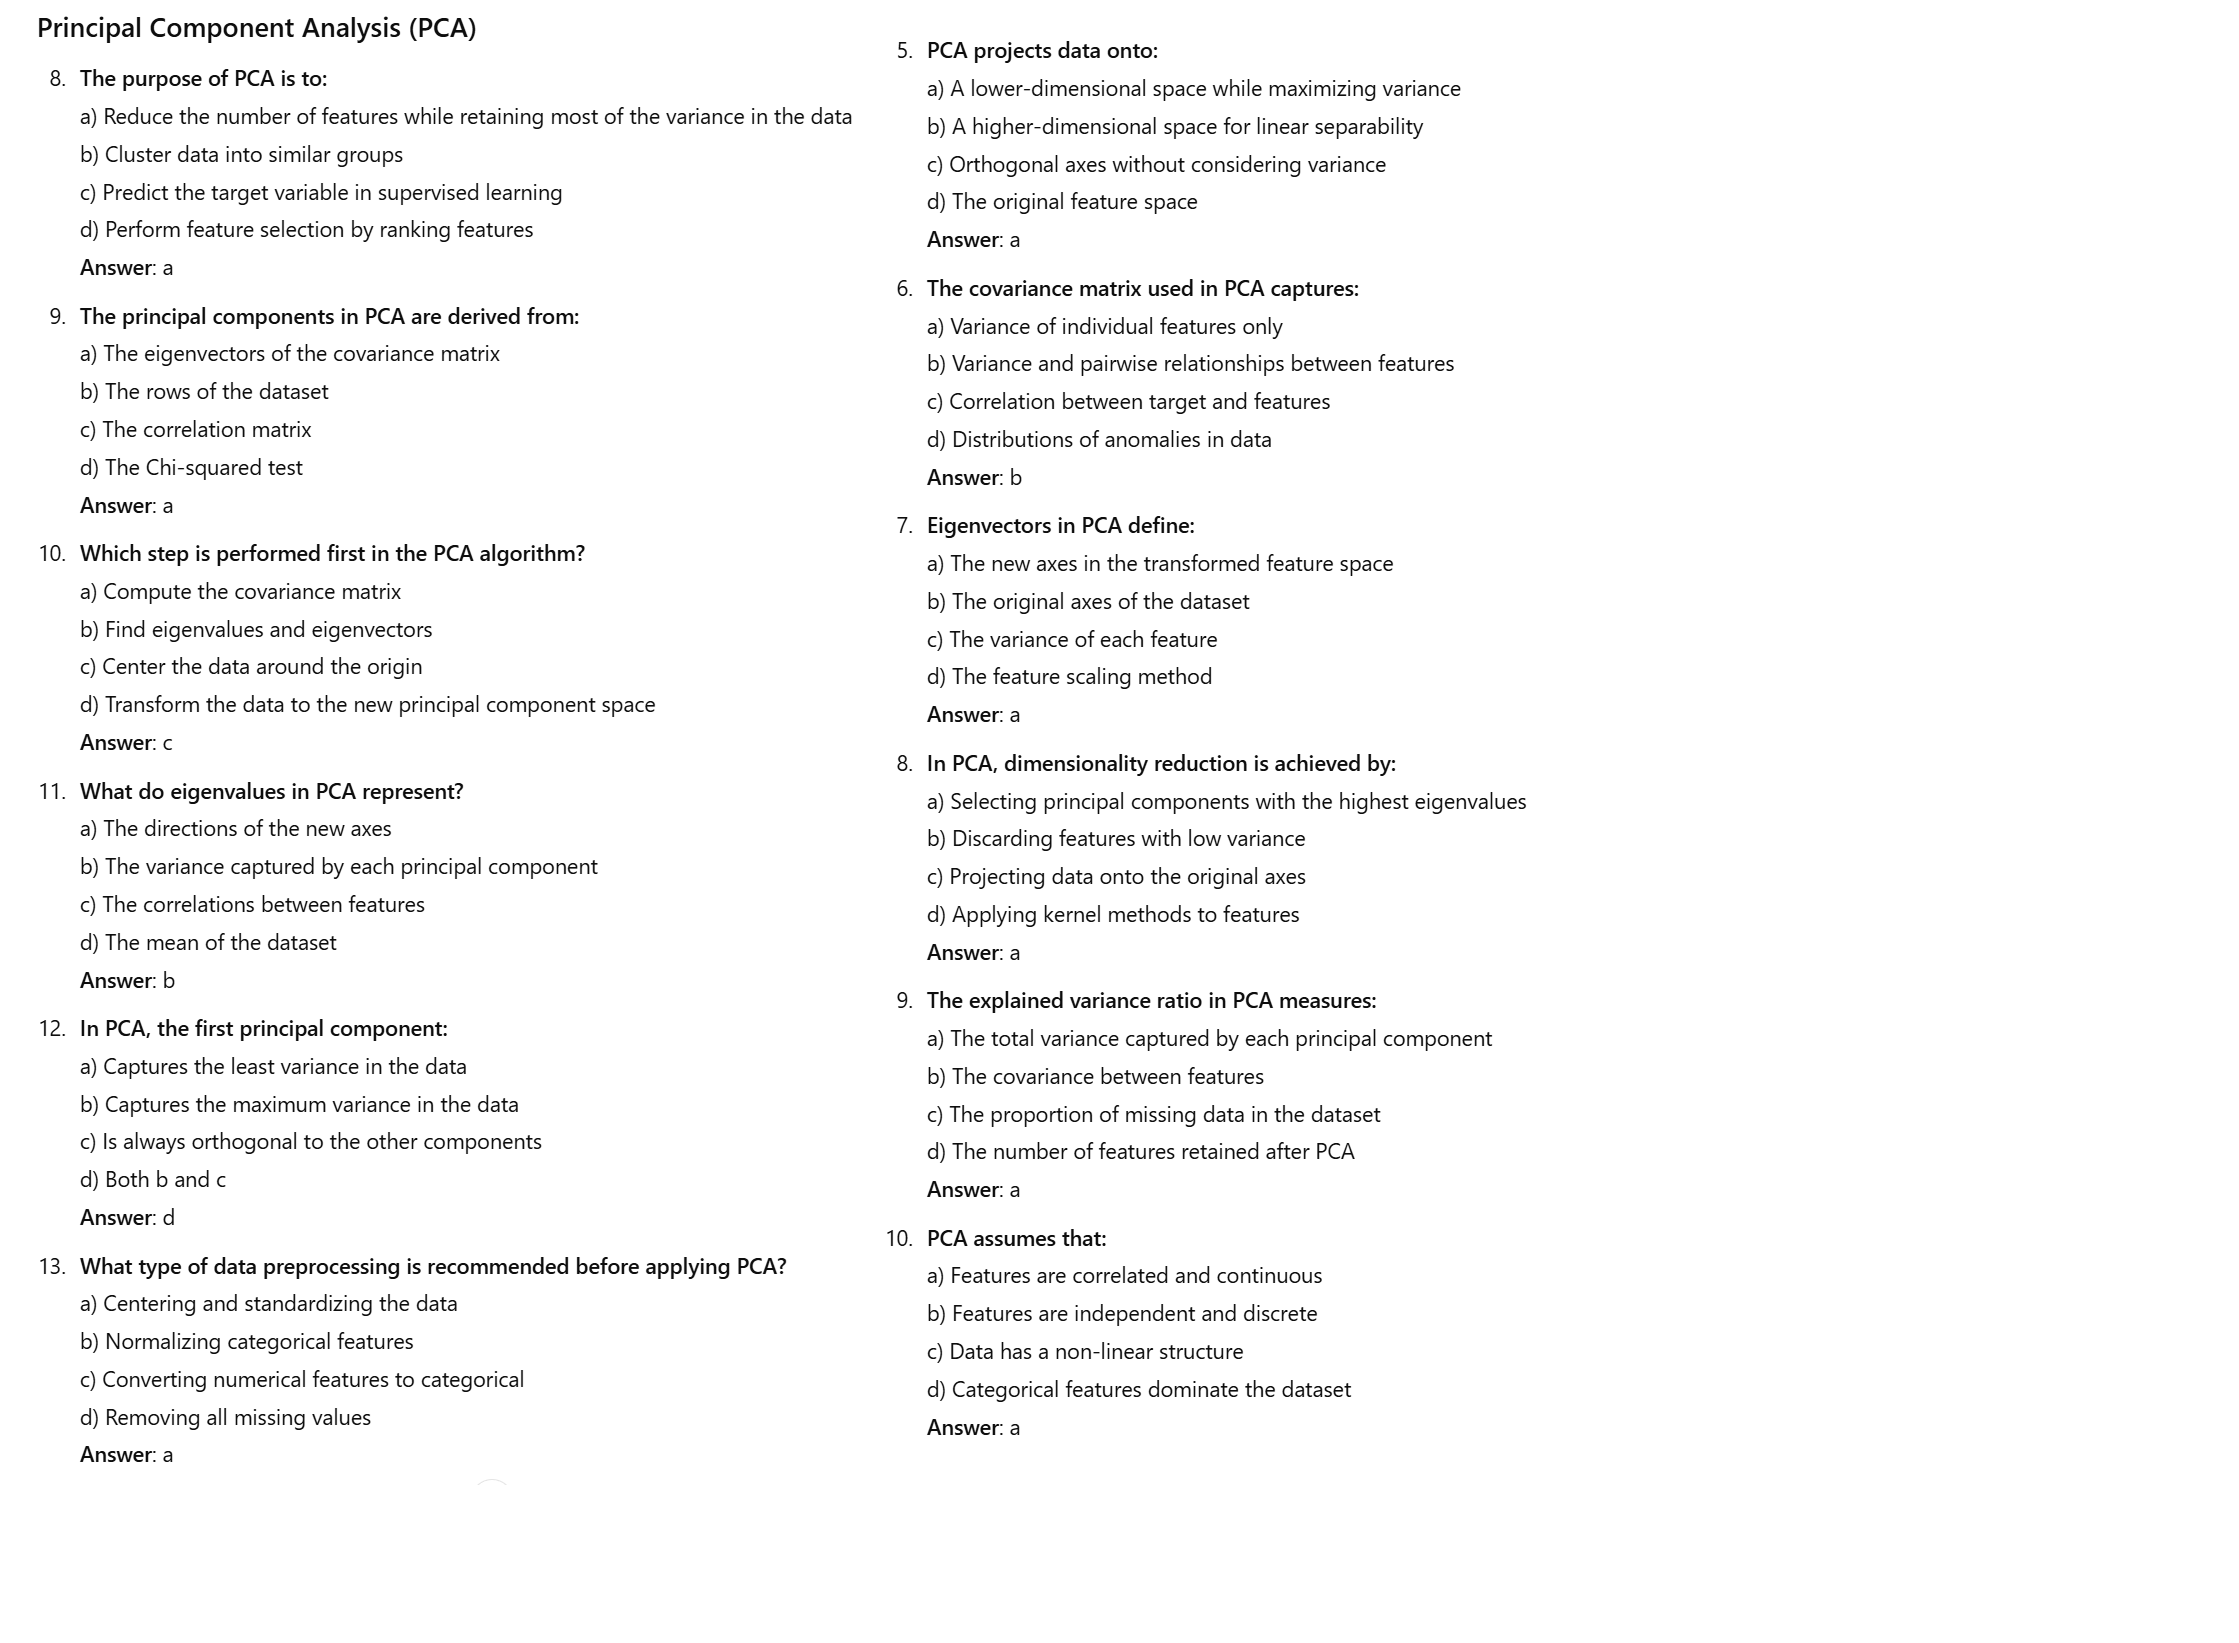 Principal Component Analysis (PCA)
8. The purpose of PCA is to:
a) Reduce the number of features while retaining most of the variance in the data
b) Cluster data into similar groups
c) Predict the target variable in supervised learning
d) Perform feature selection by ranking features
Answer: a
9. The principal components in PCA are derived from:
a) The eigenvectors of the covariance matrix
b) The rows of the dataset
c) The correlation matrix
d) The Chi-squared test
Answer: a
10. Which step is performed first in the PCA algorithm?
a) Compute the covariance matrix
b) Find eigenvalues and eigenvectors
c) Center the data around the origin
d) Transform the data to the new principal component space
Answer: c
11. What do eigenvalues in PCA represent?
a) The directions of the new axes
b) The variance captured by each principal component
c) The correlations between features
d) The mean of the dataset
Answer: b
12. In PCA, the first principal component:
a) Captures the least variance in the data
b) Captures the maximum variance in the data
c) Is always orthogonal to the other components
d) Both b and c
Answer: d
13. What type of data preprocessing is recommended before applying PCA?
a) Centering and standardizing the data
b) Normalizing categorical features
c) Converting numerical features to categorical
d) Removing all missing values
Answer: a
5. PCA projects data onto:
a) A lower-dimensional space while maximizing variance
b) A higher-dimensional space for linear separability
c) Orthogonal axes without considering variance
d) The original feature space
Answer: a
6. The covariance matrix used in PCA captures:
a) Variance of individual features only
b) Variance and pairwise relationships between features
c) Correlation between target and features
d) Distributions of anomalies in data
Answer: b
7. Eigenvectors in PCA define:
a) The new axes in the transformed feature space
b) The original axes of the dataset
c) The variance of each feature
d) The feature scaling method
Answer: a
8. In PCA, dimensionality reduction is achieved by:
a) Selecting principal components with the highest eigenvalues
b) Discarding features with low variance
c) Projecting data onto the original axes
d) Applying kernel methods to features
Answer: a
9. The explained variance ratio in PCA measures:
a) The total variance captured by each principal component
b) The covariance between features
c) The proportion of missing data in the dataset
d) The number of features retained after PCA
Answer: a
10. PCA assumes that:
a) Features are correlated and continuous
b) Features are independent and discrete
c) Data has a non-linear structure
d) Categorical features dominate the dataset
Answer: a